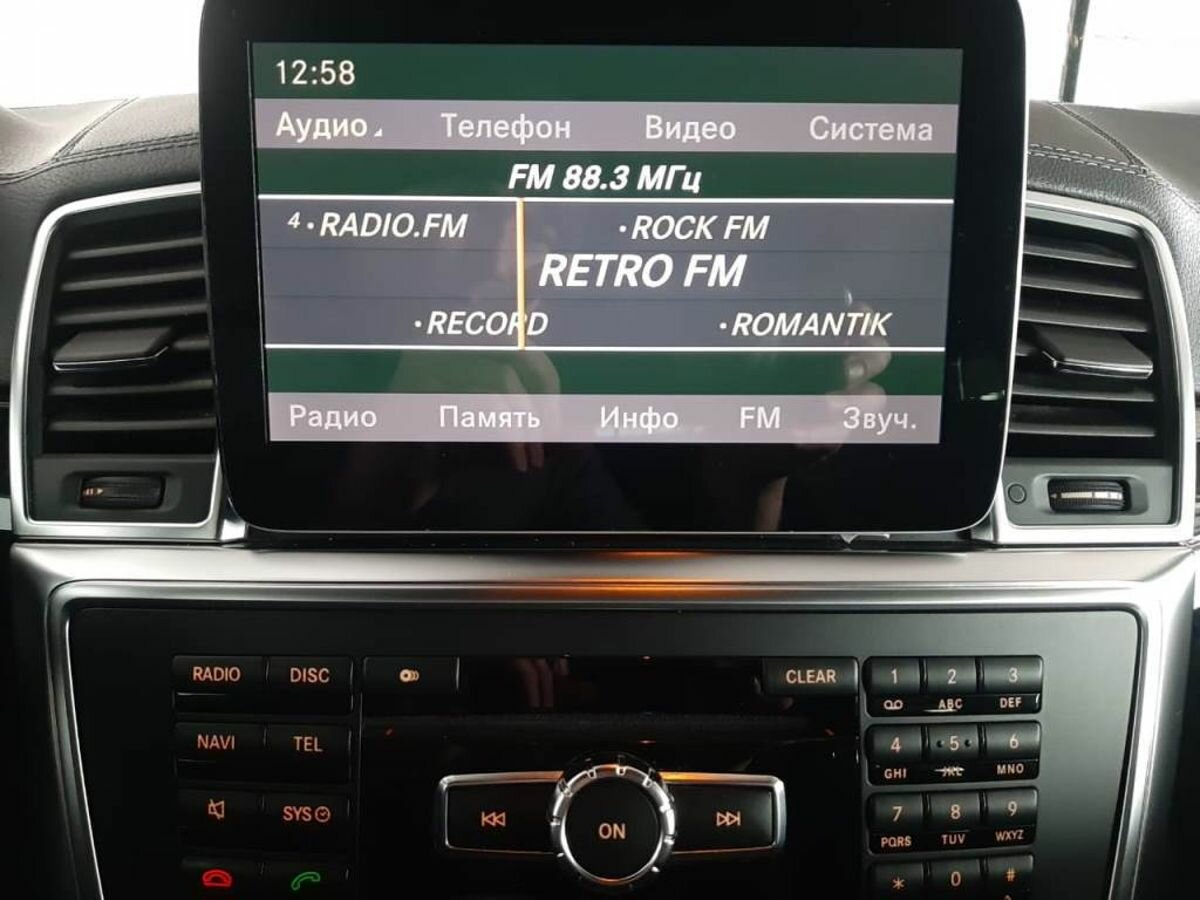 12:58
Аудио Телефон Видео Система
FM 88.3 МГц
4 · RADIO.FM · ROCK FM
RETRO FM
· RECORD · ROMANTIK
Радио Память Инфо FM Звуч.
RADIO DISC CLEAR 1 2 3
ABC DEF
NAVI TEL 4 · 5 · 6
GHI JKL MNO
SYS ON 7 8 9
PQRS TUV WXYZ
* 0 #